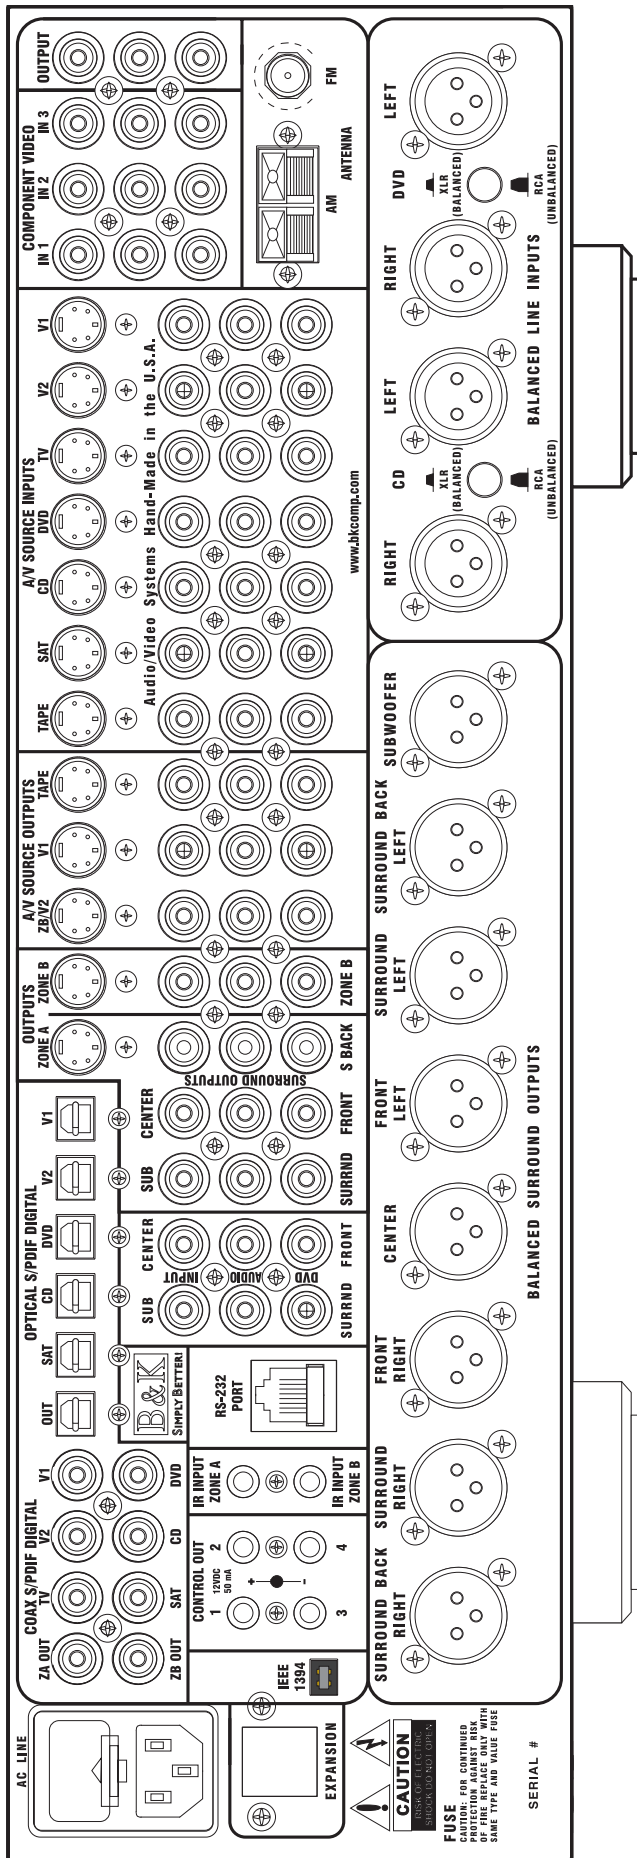 AC LINE
COAX S/PDIF DIGITAL
ZA OUT
TV
V2
V1
ZB OUT
SAT
CD
DVD
OPTICAL S/PDIF DIGITAL
OUT
SAT
CD
DVD
V2
V1
OUTPUTS
ZONE A
ZONE B
A/V SOURCE OUTPUTS
ZB/V2
V1
TAPE
A/V SOURCE INPUTS
TAPE
SAT
CD
DVD
TV
V2
V1
COMPONENT VIDEO
IN 1
IN 2
IN 3
OUTPUT
B&K
SIMPLY BETTER!
SUB
CENTER
INPUT
AUDIO
DVD
SURRND
FRONT
SUB
CENTER
SURROUND OUTPUTS
SURRND
FRONT
S BACK
ZONE B
Audio/Video Systems Hand-Made in the U.S.A.
www.bkcomp.com
AM
ANTENNA
FM
EXPANSION
IEEE
1394
CONTROL OUT
1
12VDC
50 mA
2
+
-
3
4
IR INPUT
ZONE A
IR INPUT
ZONE B
RS-232
PORT
CAUTION
RISK OF ELECTRIC
SHOCK DO NOT OPEN
FUSE
CAUTION: FOR CONTINUED
PROTECTION AGAINST RISK
OF FIRE REPLACE ONLY WITH
SAME TYPE AND VALUE FUSE
SERIAL #
SURROUND BACK
RIGHT
SURROUND
RIGHT
FRONT
RIGHT
CENTER
FRONT
LEFT
SURROUND
LEFT
SURROUND BACK
LEFT
SUBWOOFER
BALANCED SURROUND OUTPUTS
RIGHT
CD
LEFT
XLR
(BALANCED)
RCA
(UNBALANCED)
RIGHT
DVD
LEFT
XLR
(BALANCED)
RCA
(UNBALANCED)
BALANCED LINE INPUTS